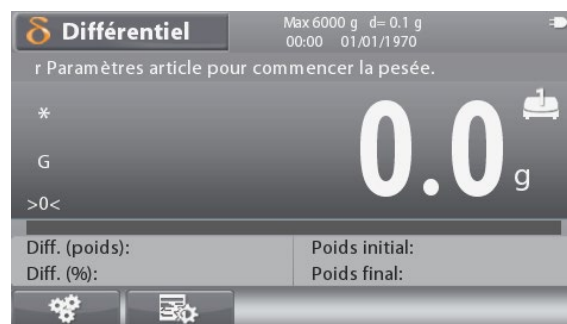 δ Différentiel
Max 6000 g d= 0.1 g
00:00 01/01/1970
r Paramètres article pour commencer la pesée.
*
1
0.0 g
G
>0<
Diff. (poids):
Poids initial:
Diff. (%):
Poids final: